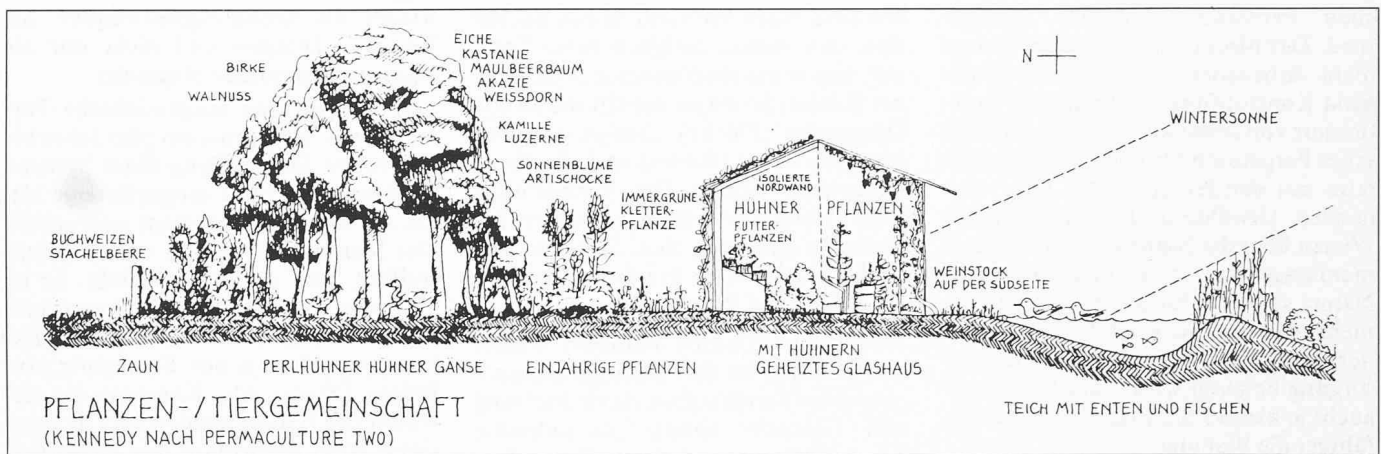 EICHE
KASTANIE
MAULBEERBAUM
AKAZIE
WEISSDORN
BIRKE
WALNUSS
N
WINTERSONNE
KAMILLE
LUZERNE
SONNENBLUME
ARTISCHOCKE
IMMERGRÜNE
KLETTER-
PFLANZE
ISOLIERTE
NORDWAND
HÜHNER
FUTTER-
PFLANZEN
PFLANZEN
BUCHWEIZEN
STACHELBEERE
WEINSTOCK
AUF DER SÜDSEITE
ZAUN
PERLHÜHNER HÜHNER GÄNSE
EINJÄHRIGE PFLANZEN
MIT HÜHNERN
GEHEIZTES GLASHAUS
TEICH MIT ENTEN UND FISCHEN
PFLANZEN-/TIERGEMEINSCHAFT
(KENNEDY NACH PERMACULTURE TWO)